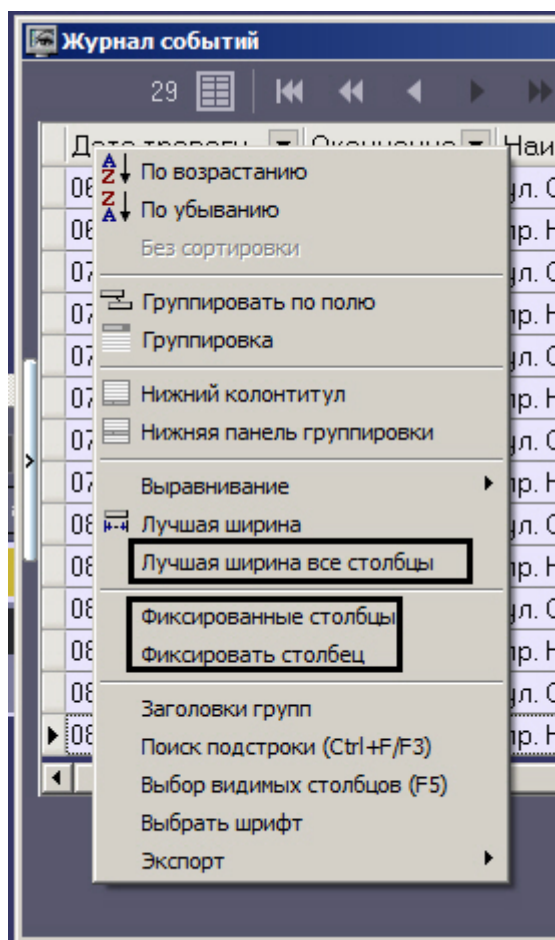 Журнал событий
29
Наи
По возрастанию
По убыванию
Без сортировки
Группировать по полю
Группировка
Нижний колонтитул
Нижняя панель группировки
Выравнивание
Лучшая ширина
Лучшая ширина все столбцы
Фиксированные столбцы
Фиксировать столбец
Заголовки групп
Поиск подстроки (Ctrl+F/F3)
Выбор видимых столбцов (F5)
Выбрать шрифт
Экспорт